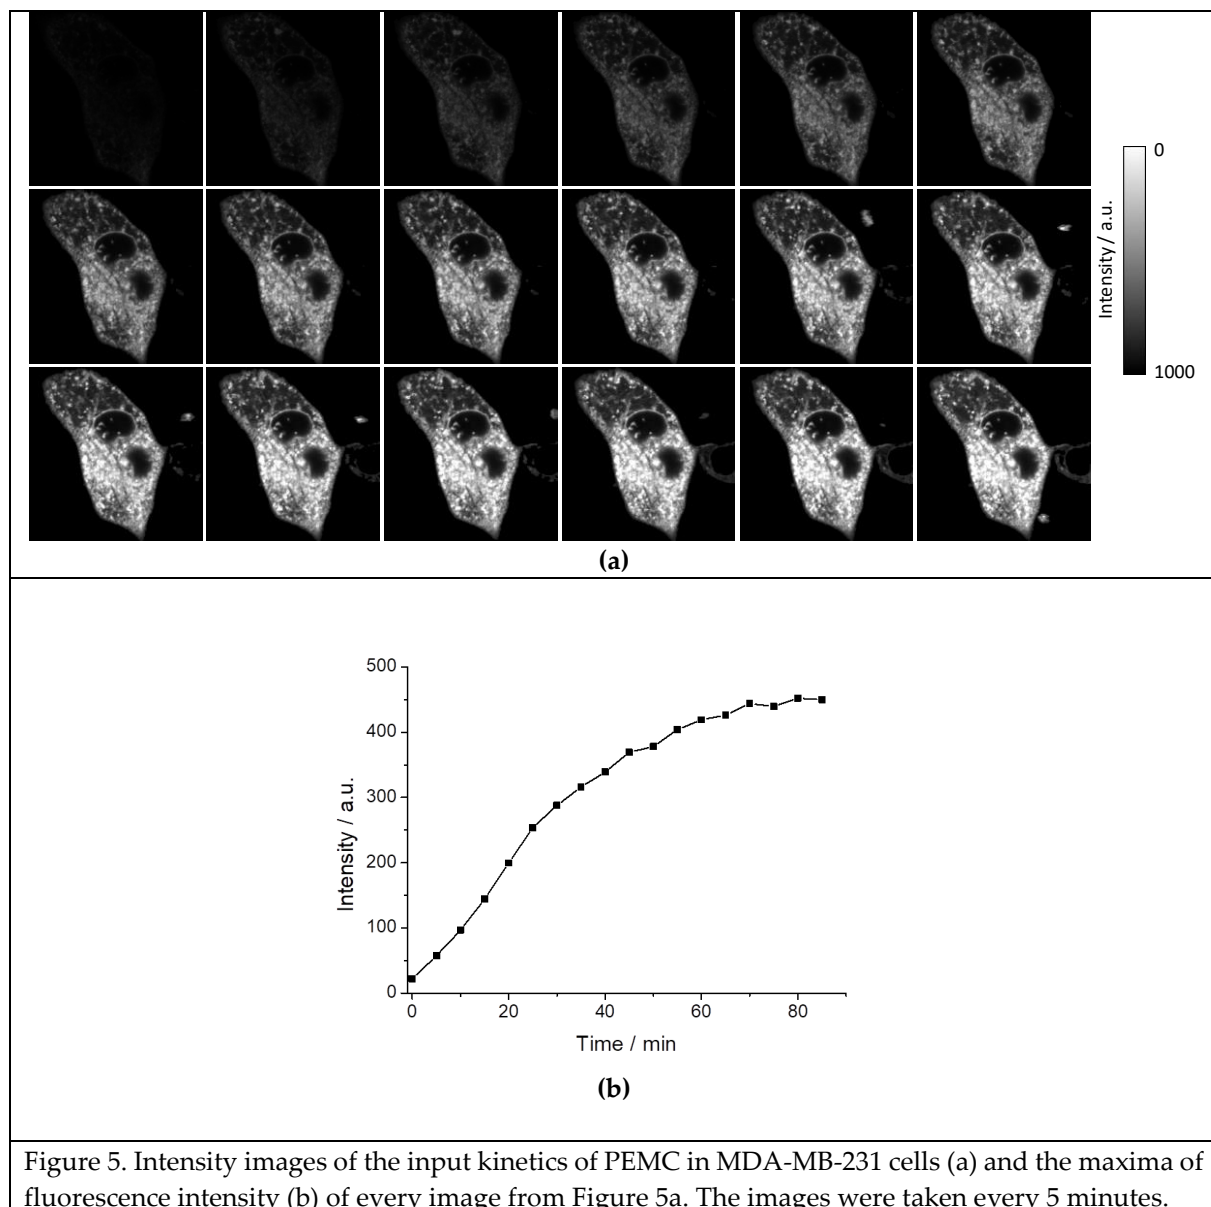 0
Intensity / a.u.
1000
(a)
500
400
300
200
100
0
Intensity / a.u.
0 20 40 60 80
Time / min
(b)
Figure 5. Intensity images of the input kinetics of PEMC in MDA-MB-231 cells (a) and the maxima of
fluorescence intensity (b) of every image from Figure 5a. The images were taken every 5 minutes.